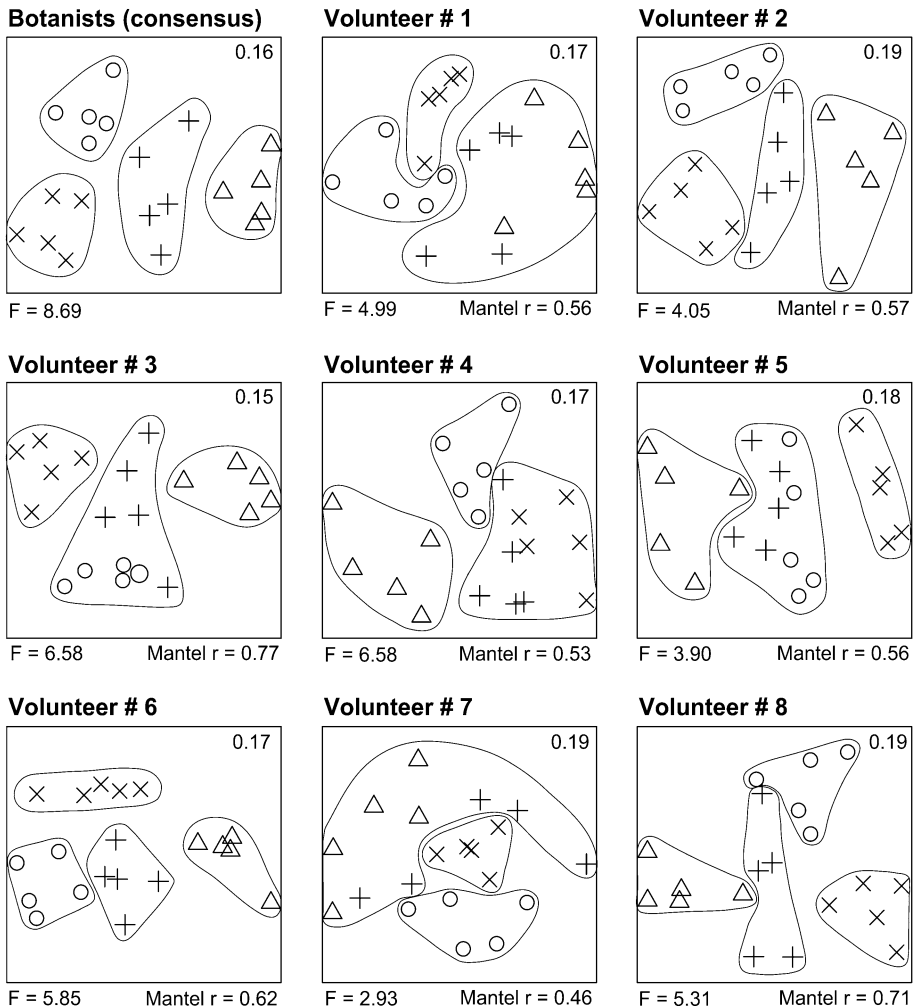 Botanists (consensus)
Volunteer # 1
Volunteer # 2
0.16
0.17
0.19
F = 8.69
F = 4.99
Mantel r = 0.56
F = 4.05
Mantel r = 0.57
Volunteer # 3
Volunteer # 4
Volunteer # 5
0.15
0.17
0.18
F = 6.58
Mantel r = 0.77
F = 6.58
Mantel r = 0.53
F = 3.90
Mantel r = 0.56
Volunteer # 6
Volunteer # 7
Volunteer # 8
0.17
0.19
0.19
F = 5.85
Mantel r = 0.62
F = 2.93
Mantel r = 0.46
F = 5.31
Mantel r = 0.71